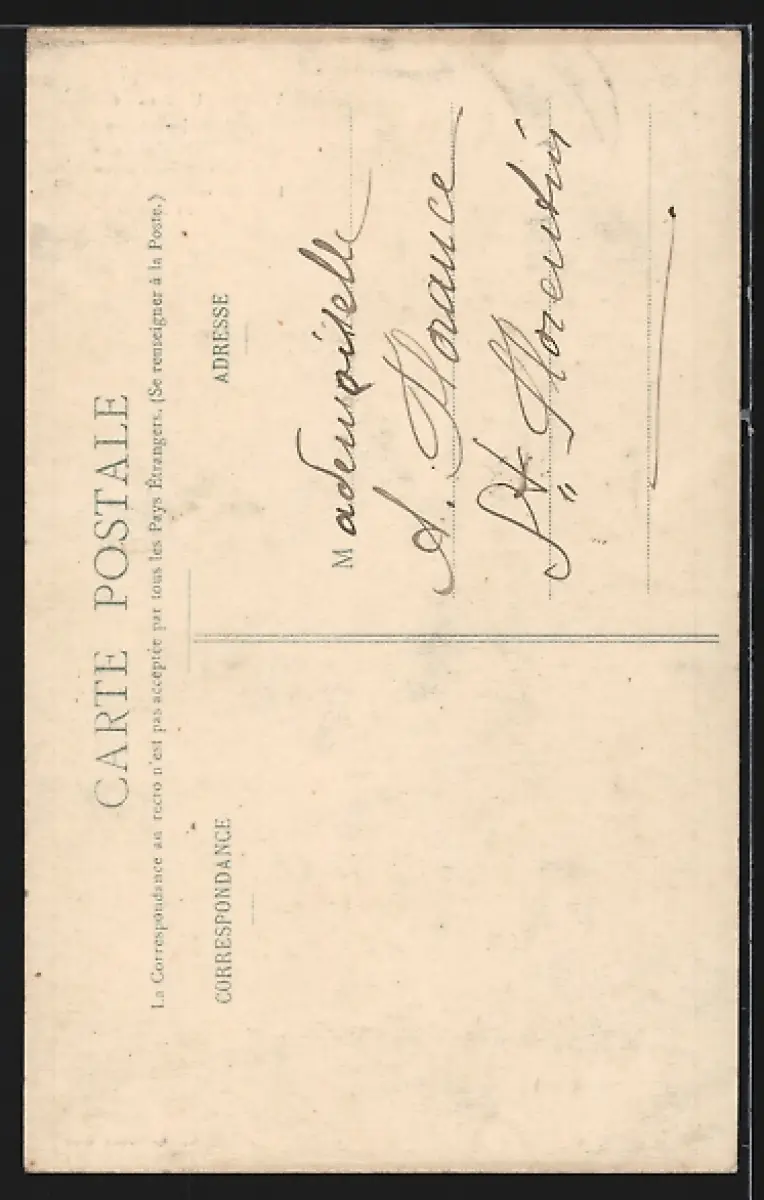 CARTE POSTALE
La Correspondance au recto n'est pas acceptée par tous les Pays Étrangers. (Se renseigner à la Poste.)
CORRESPONDANCE
ADRESSE
Mademoiselle
A.
St. Florentin